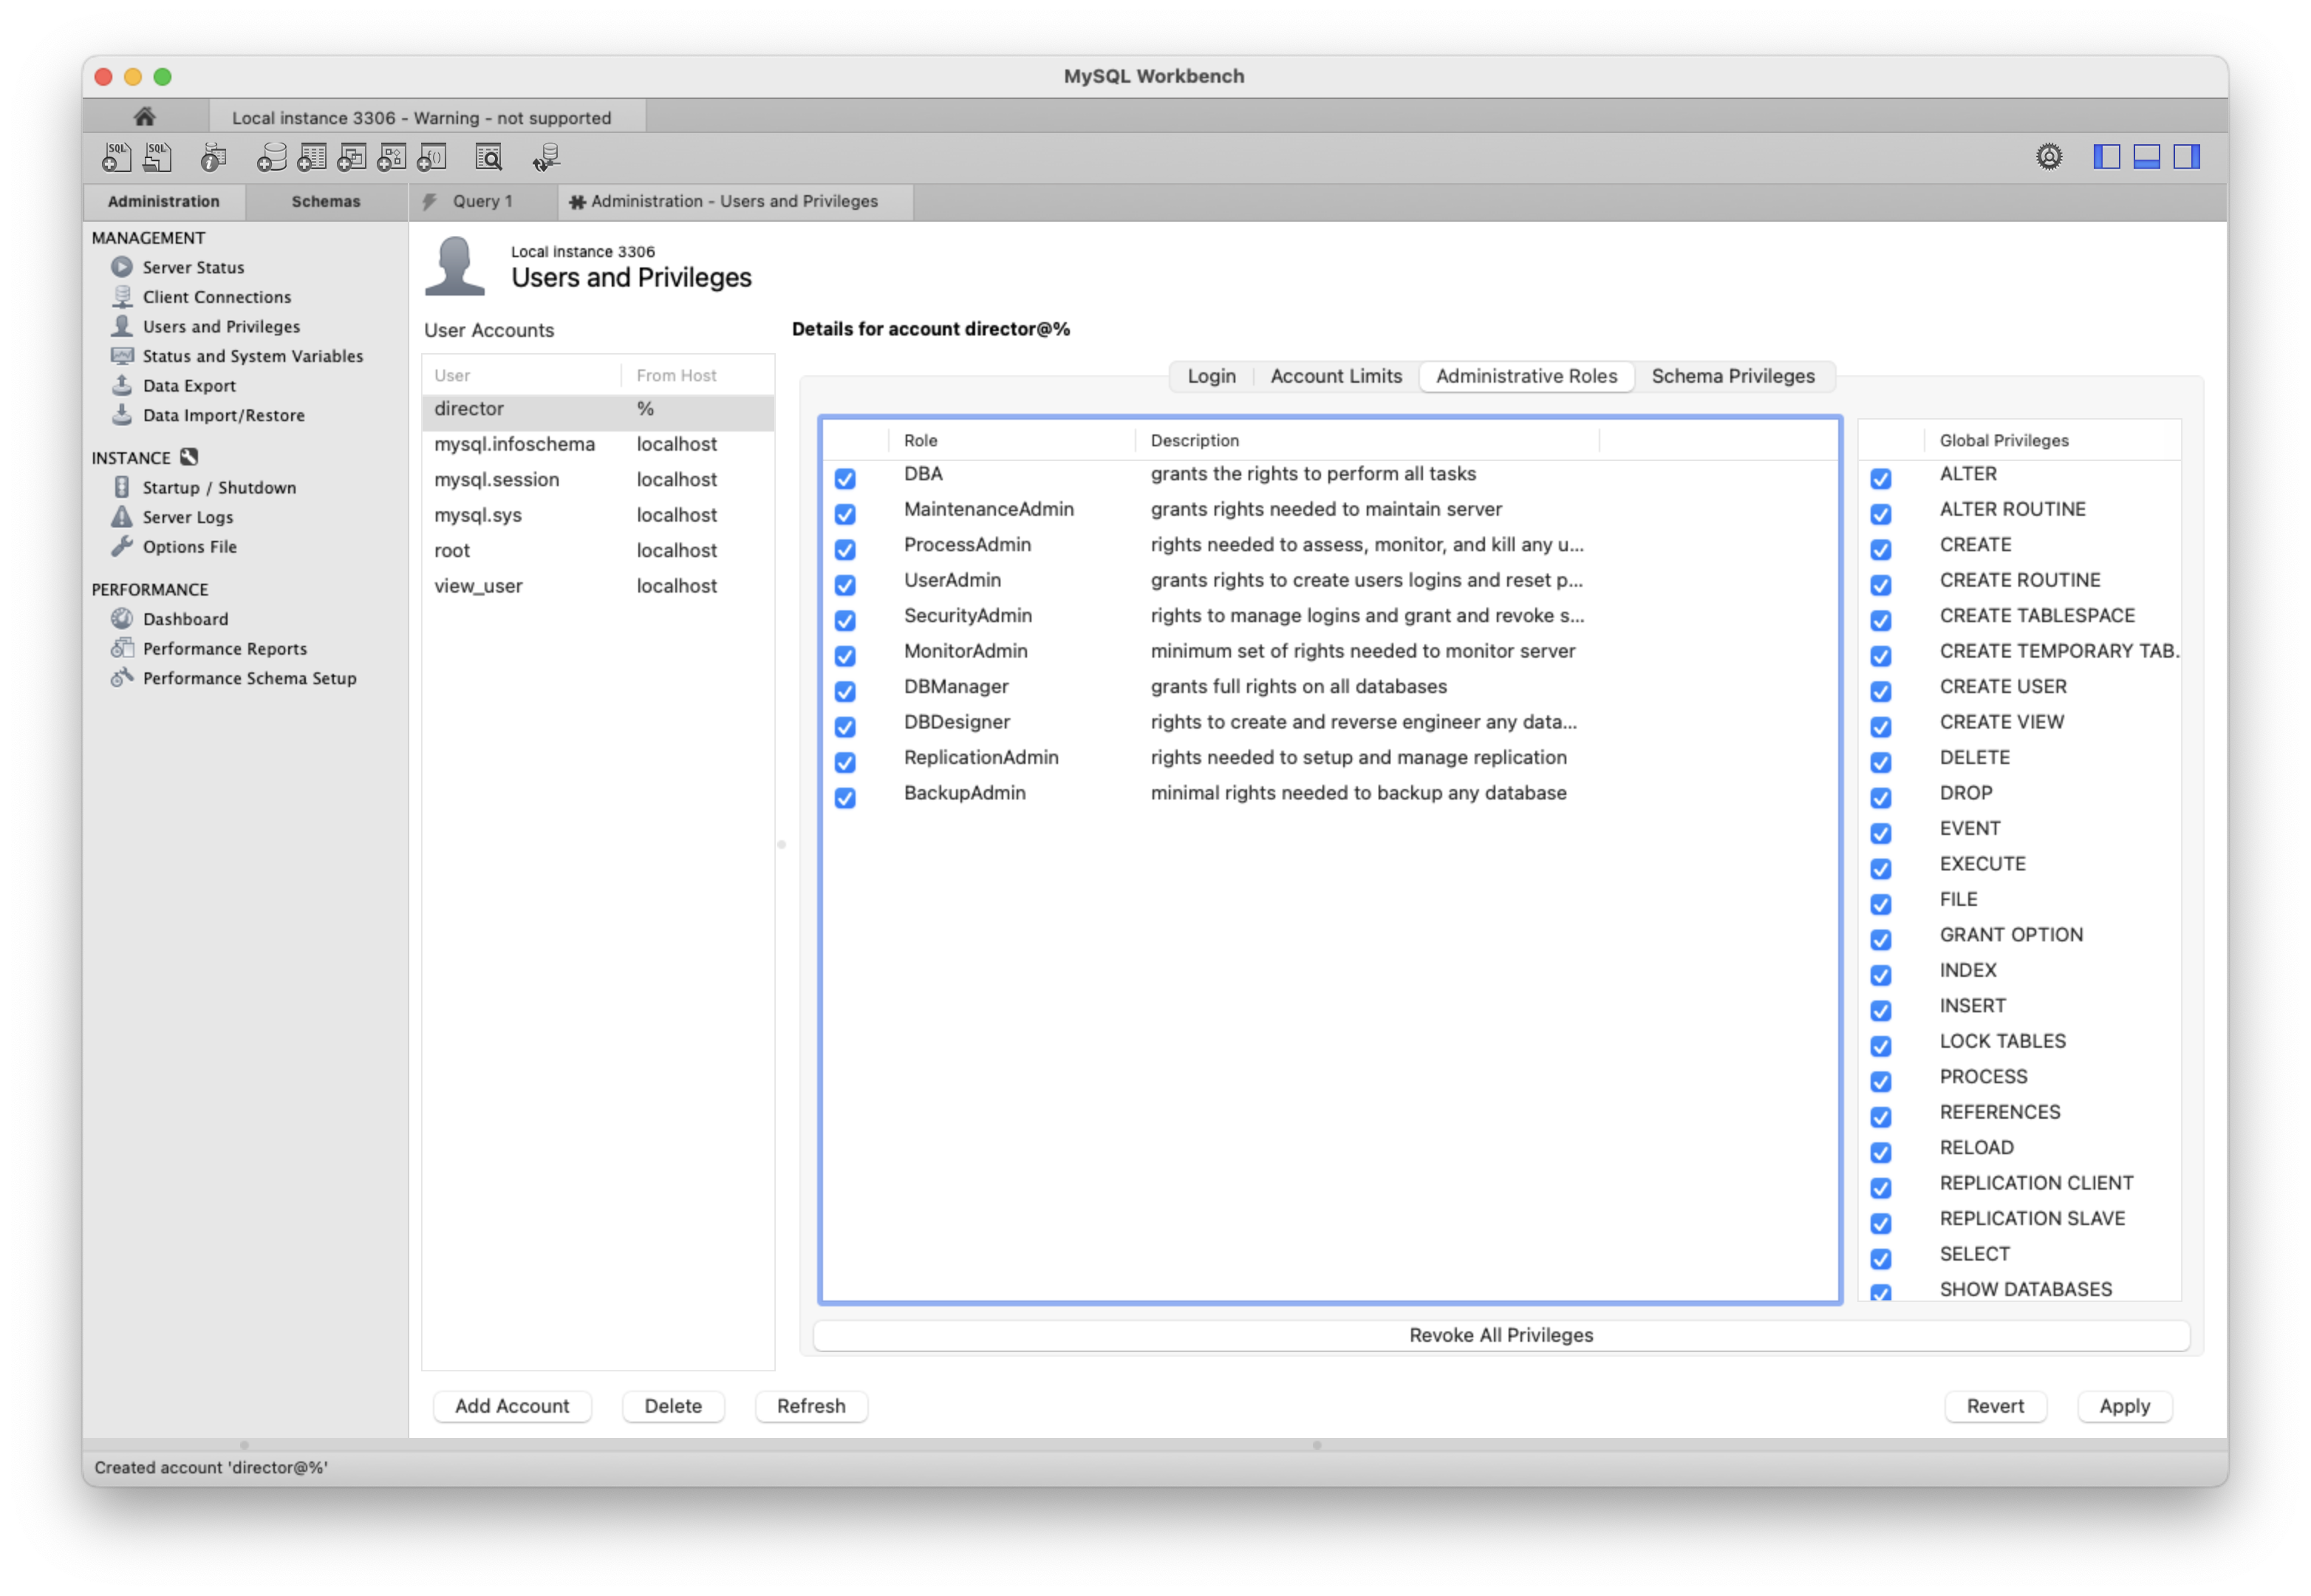 MySQL Workbench
Local instance 3306 - Warning - not supported
SQL SQL
Administration Schemas Query 1 Administration - Users and Privileges
MANAGEMENT
Server Status
Client Connections
Users and Privileges
Status and System Variables
Data Export
Data Import/Restore
INSTANCE
Startup / Shutdown
Server Logs
Options File
PERFORMANCE
Dashboard
Performance Reports
Performance Schema Setup
Local instance 3306
Users and Privileges
User Accounts
User From Host
director %
mysql.infoschema localhost
mysql.session localhost
mysql.sys localhost
root localhost
view_user localhost
Details for account director@%
Login Account Limits Administrative Roles Schema Privileges
Role Description
DBA grants the rights to perform all tasks
MaintenanceAdmin grants rights needed to maintain server
ProcessAdmin rights needed to assess, monitor, and kill any u...
UserAdmin grants rights to create users logins and reset p...
SecurityAdmin rights to manage logins and grant and revoke s...
MonitorAdmin minimum set of rights needed to monitor server
DBManager grants full rights on all databases
DBDesigner rights to create and reverse engineer any data...
ReplicationAdmin rights needed to setup and manage replication
BackupAdmin minimal rights needed to backup any database
Global Privileges
ALTER
ALTER ROUTINE
CREATE
CREATE ROUTINE
CREATE TABLESPACE
CREATE TEMPORARY TAB.
CREATE USER
CREATE VIEW
DELETE
DROP
EVENT
EXECUTE
FILE
GRANT OPTION
INDEX
INSERT
LOCK TABLES
PROCESS
REFERENCES
RELOAD
REPLICATION CLIENT
REPLICATION SLAVE
SELECT
SHOW DATABASES
Revoke All Privileges
Add Account Delete Refresh Revert Apply
Created account 'director@%'